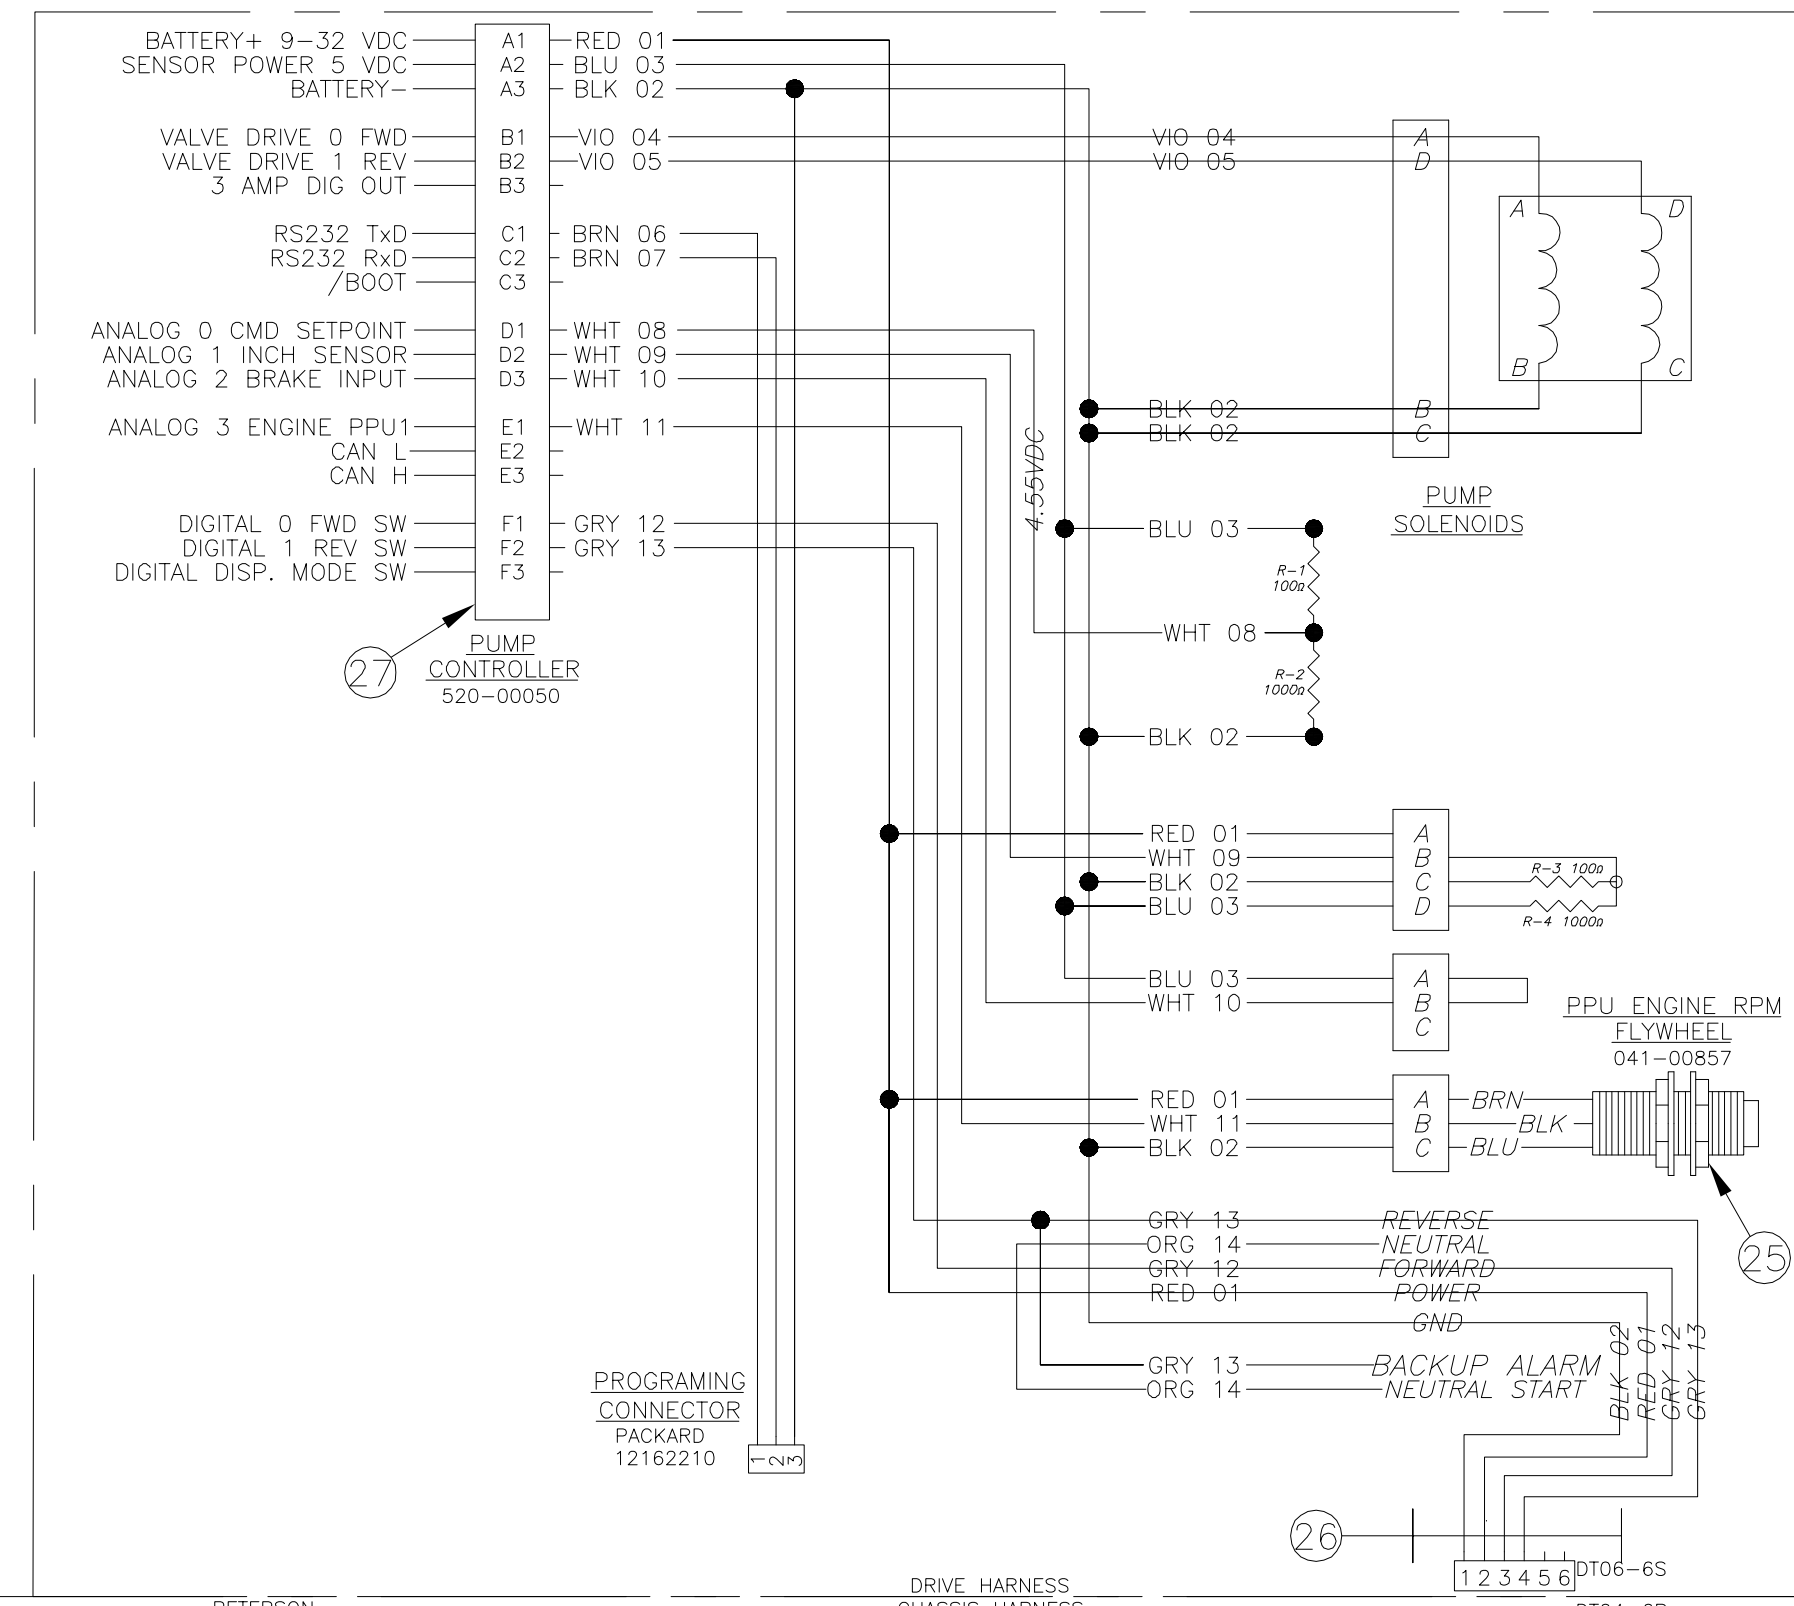 BATTERY+ 9-32 VDC A1 RED 01
SENSOR POWER 5 VDC A2 BLU 03
BATTERY- A3 BLK 02
VALVE DRIVE 0 FWD B1 VIO 04 VIO 04 A
VALVE DRIVE 1 REV B2 VIO 05 VIO 05 D
3 AMP DIG OUT B3
A D
RS232 TxD C1 BRN 06
RS232 RxD C2 BRN 07
/BOOT C3
ANALOG 0 CMD SETPOINT D1 WHT 08
ANALOG 1 INCH SENSOR D2 WHT 09
ANALOG 2 BRAKE INPUT D3 WHT 10
B C
BLK 02 B
BLK 02 C
ANALOG 3 ENGINE PPU1 E1 WHT 11
CAN L E2
CAN H E3
4.55VDC
PUMP
SOLENOIDS
DIGITAL 0 FWD SW F1 GRY 12
DIGITAL 1 REV SW F2 GRY 13
DIGITAL DISP. MODE SW F3
BLU 03
R-1
100Ω
WHT 08
R-2
1000Ω
BLK 02
27
PUMP
CONTROLLER
520-00050
RED 01 A
WHT 09 B
BLK 02 C
BLU 03 D
R-3 100Ω
R-4 1000Ω
BLU 03 A
WHT 10 B
C
PPU ENGINE RPM
FLYWHEEL
041-00857
RED 01 A BRN
WHT 11 B BLK
BLK 02 C BLU
25
GRY 13 REVERSE
ORG 14 NEUTRAL
GRY 12 FORWARD
RED 01 POWER
GND
GRY 13 BACKUP ALARM
ORG 14 NEUTRAL START
BLK 02
RED 01
GRY 12
GRY 13
PROGRAMING
CONNECTOR
PACKARD
12162210
1 2 3
26
1 2 3 4 5 6 DT06-6S
DRIVE HARNESS
CHASSIS HARNESS
PETERSON